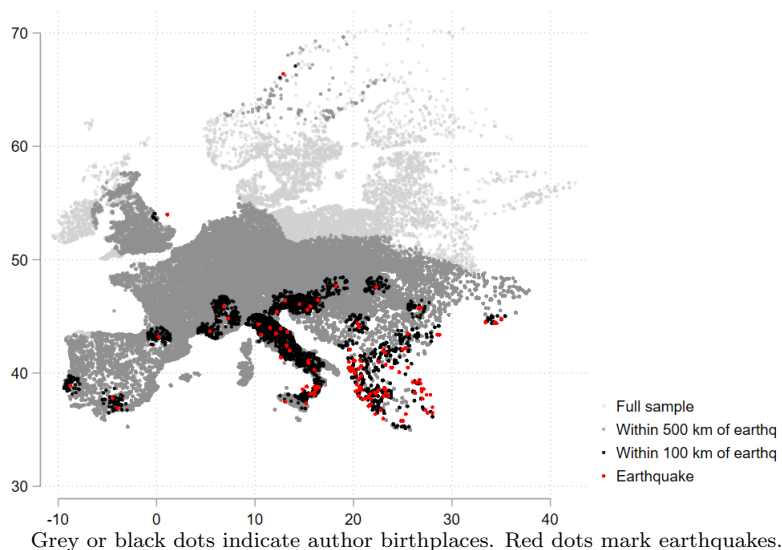 70
60
50
40
30
-10 0 10 20 30 40
Full sample
Within 500 km of earthq
Within 100 km of earthq
Earthquake
Grey or black dots indicate author birthplaces. Red dots mark earthquakes.